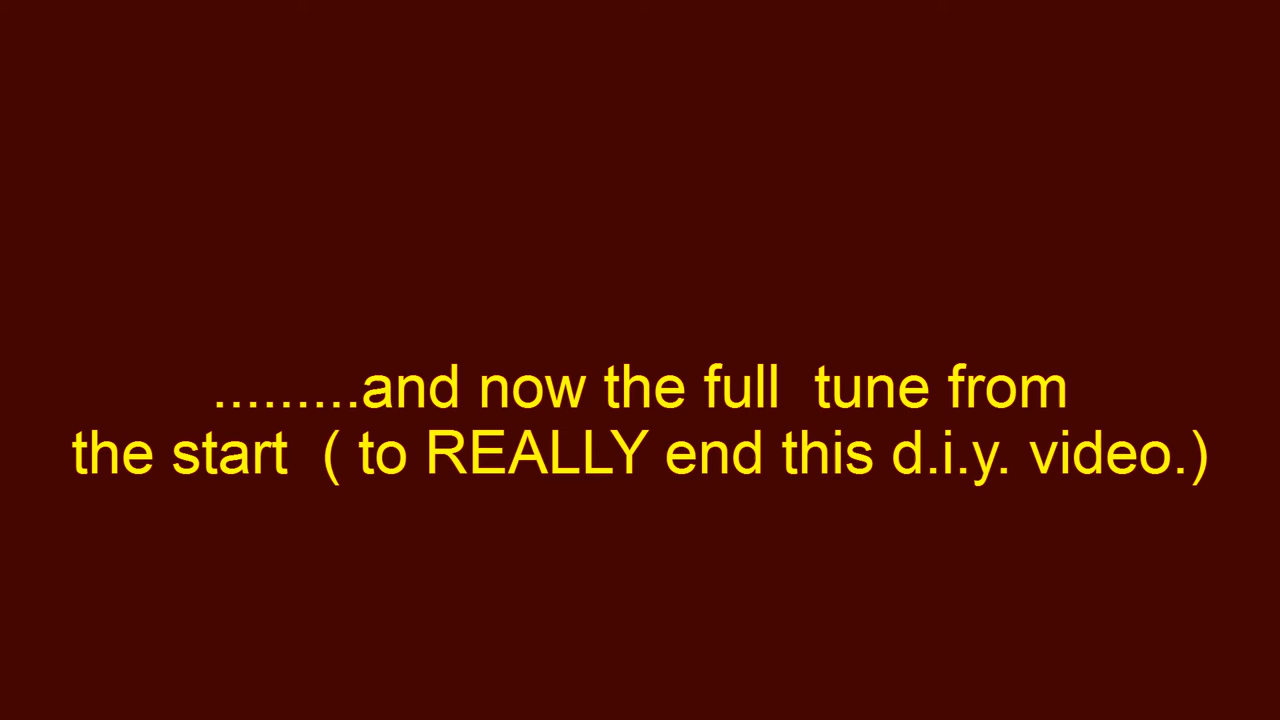 .........and now the full  tune from
the start  ( to REALLY end this d.i.y. video.)